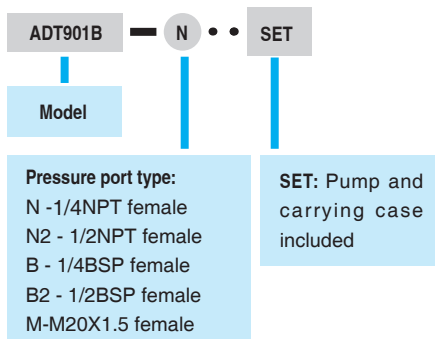 ADT901B — N • • SET
Model
Pressure port type:
N -1/4NPT female
N2 - 1/2NPT female
B - 1/4BSP female
B2 - 1/2BSP female
M-M20X1.5 female
SET: Pump and
carrying case
included